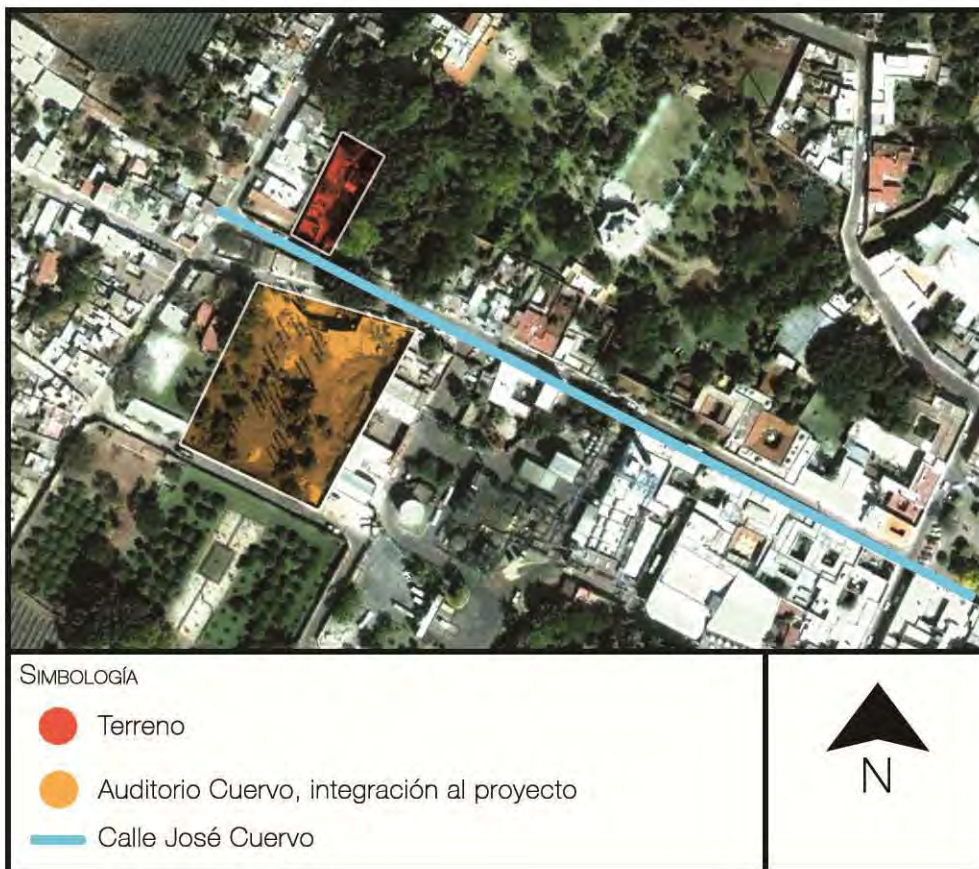 SIMBOLOGÍA
Terreno
Auditorio Cuervo, integración al proyecto
Calle José Cuervo
N